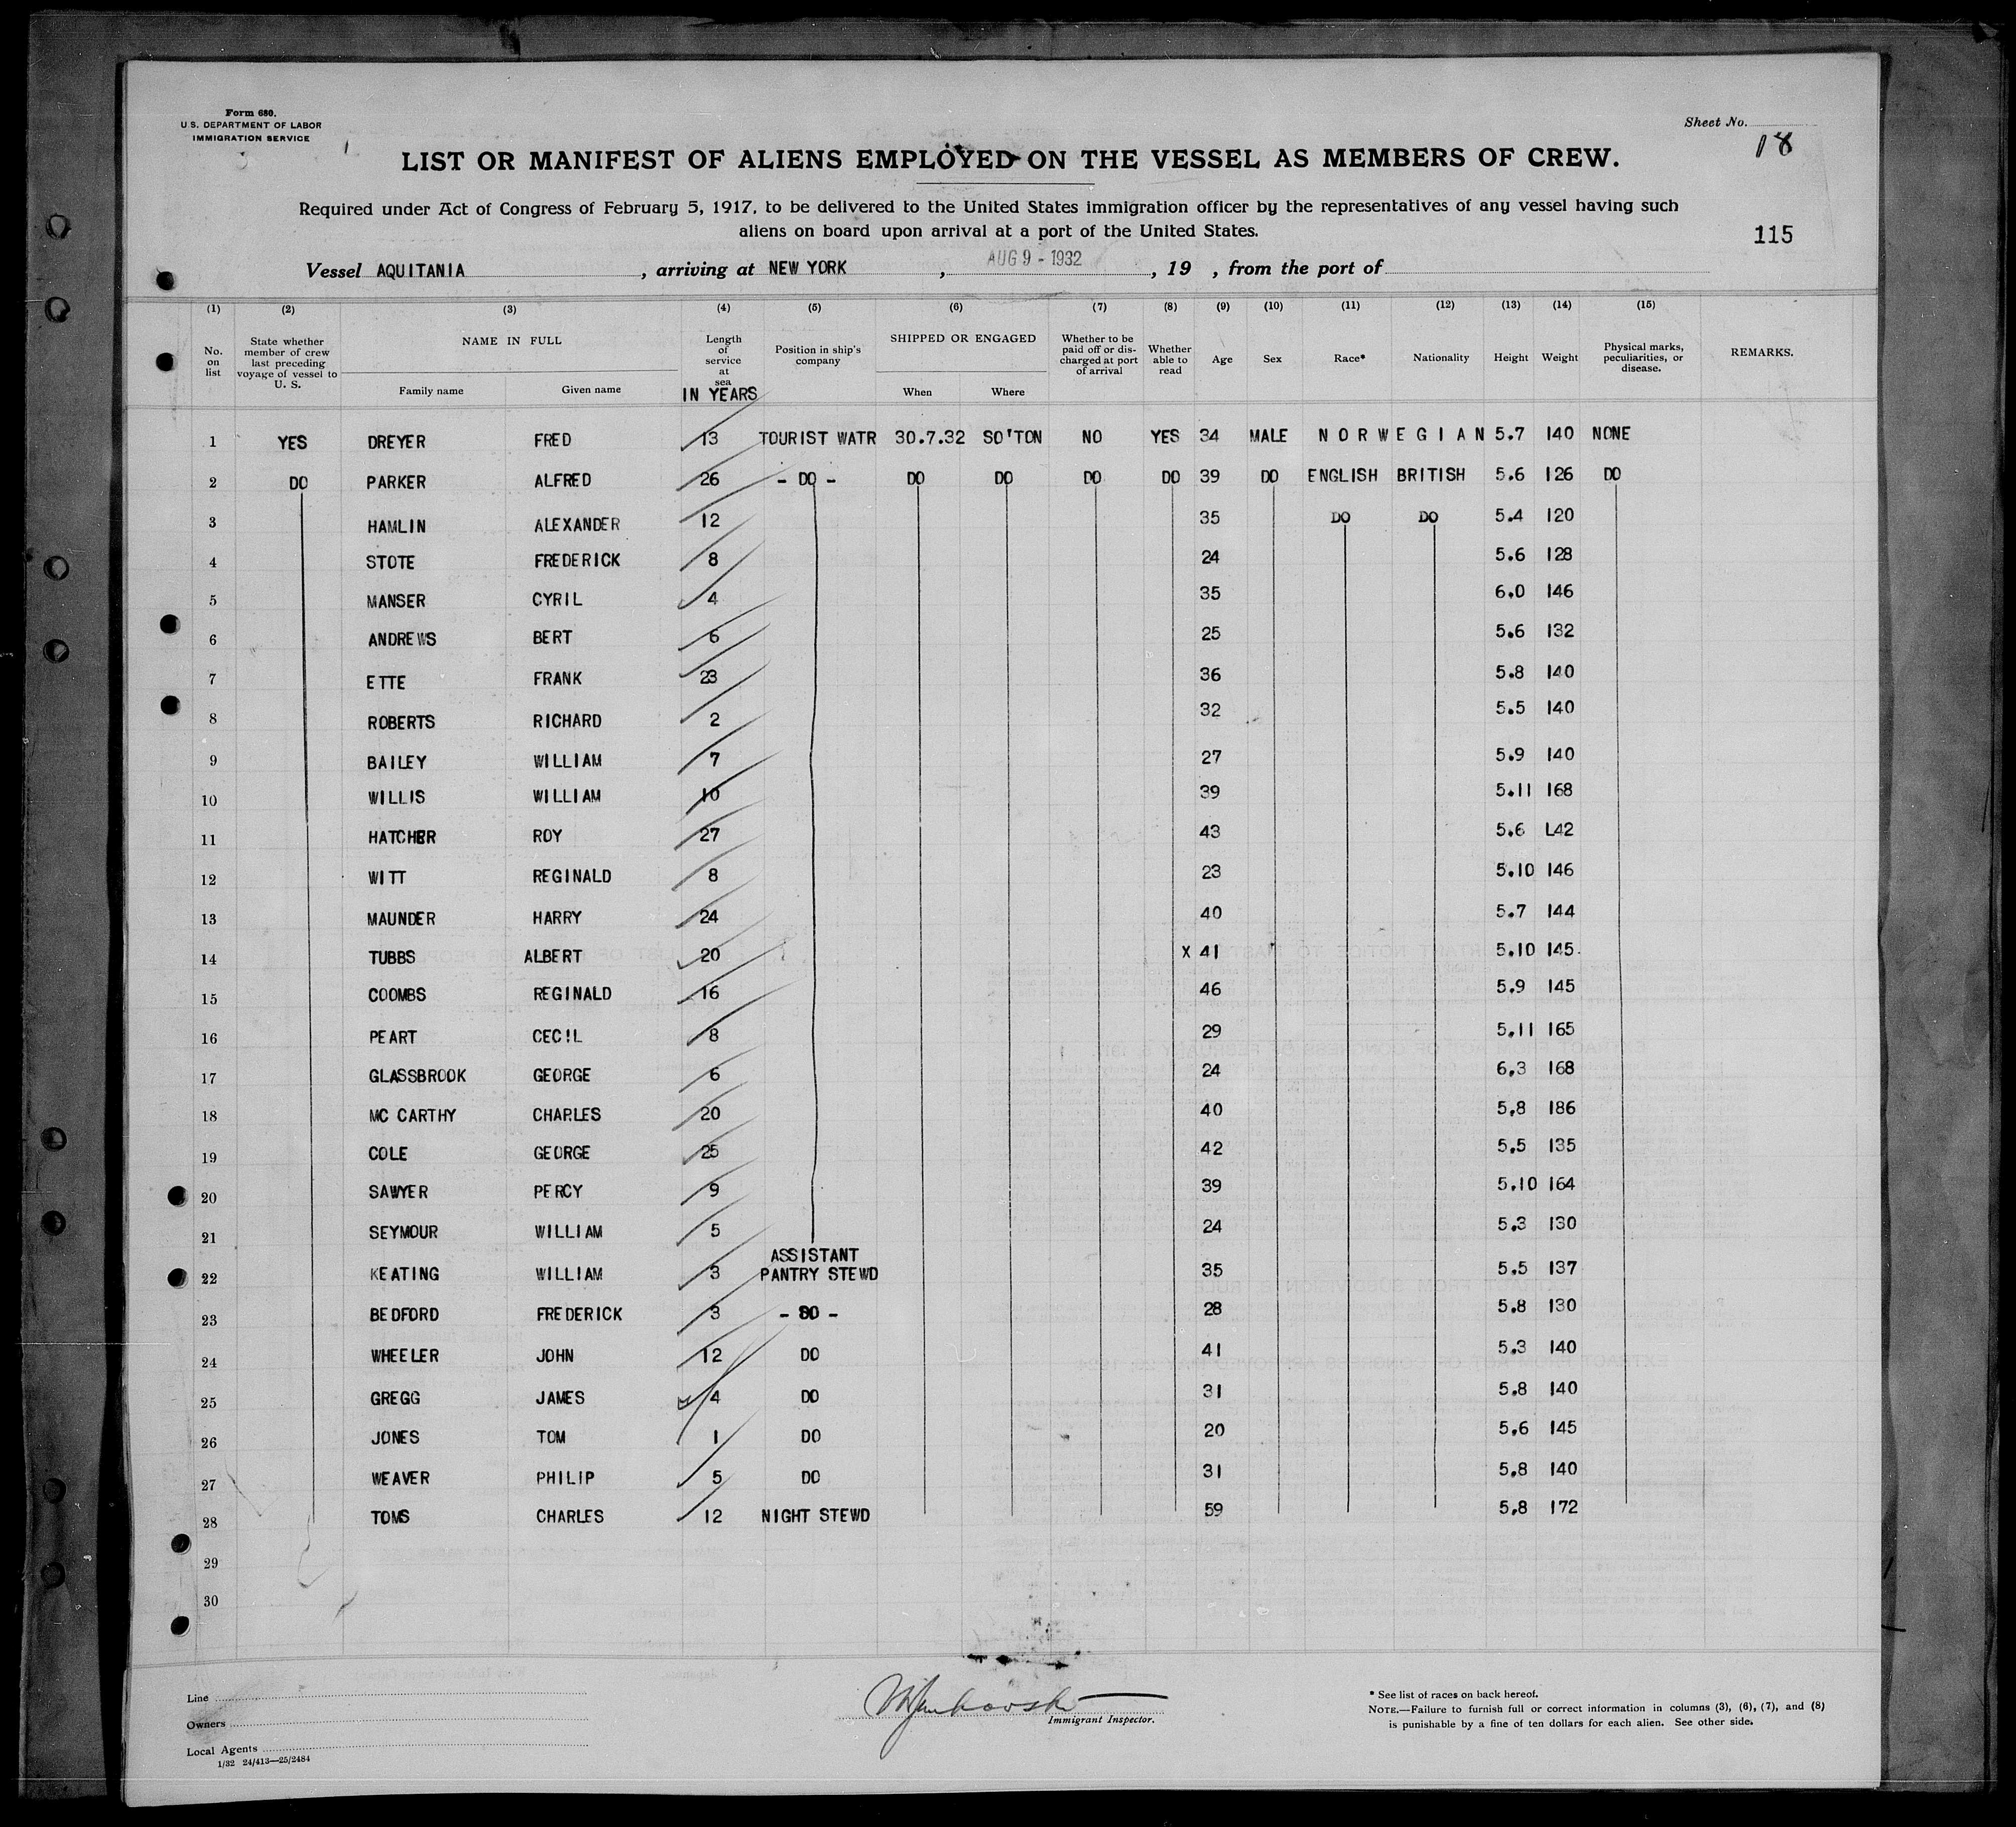 Form 680.
U.S. DEPARTMENT OF LABOR
IMMIGRATION SERVICE
Sheet No.
18
LIST OR MANIFEST OF ALIENS EMPLOYED ON THE VESSEL AS MEMBERS OF CREW.
Required under Act of Congress of February 5, 1917, to be delivered to the United States immigration officer by the representatives of any vessel having such
aliens on board upon arrival at a port of the United States.
115
Vessel AQUITANIA, arriving at NEW YORK, AUG 9 - 1932, 19 , from the port of
(1) (2) (3) (4) (5) (6) (7) (8) (9) (10) (11) (12) (13) (14) (15)
No. on list State whether member of crew last preceding voyage of vessel to U. S. NAME IN FULL Family name Given name Length of service at sea IN YEARS Position in ship's company SHIPPED OR ENGAGED When Where Whether to be paid off or discharged at port of arrival Whether able to read Age Sex Race* Nationality Height Weight Physical marks, peculiarities, or disease. REMARKS.
1 YES DREYER FRED 13 TOURIST WATR 30.7.32 SO'TON NO YES 34 MALE NORWEGIAN 5.7 140 NONE
2 DO PARKER ALFRED 26 - DO - DO DO DO DO 39 DO ENGLISH BRITISH 5.6 126 DO
3 HAMLIN ALEXANDER 12 35 DO DO 5.4 120
4 STOTE FREDERICK 8 24 5.6 128
5 MANSER CYRIL 4 35 6.0 146
6 ANDREWS BERT 6 25 5.6 132
7 ETTE FRANK 23 36 5.8 140
8 ROBERTS RICHARD 2 32 5.5 140
9 BAILEY WILLIAM 7 27 5.9 140
10 WILLIS WILLIAM 10 39 5.11 168
11 HATCHER ROY 27 43 5.6 L42
12 WITT REGINALD 8 23 5.10 146
13 MAUNDER HARRY 24 40 5.7 144
14 TUBBS ALBERT 20 X 41 5.10 145.
15 COOMBS REGINALD 16 46 5.9 145
16 PEART CECIL 8 29 5.11 165
17 GLASSBROOK GEORGE 6 24 6.3 168
18 MC CARTHY CHARLES 20 40 5.8 186
19 COLE GEORGE 25 42 5.5 135
20 SAWYER PERCY 9 39 5.10 164
21 SEYMOUR WILLIAM 5 24 5.3 130
22 KEATING WILLIAM 3 ASSISTANT PANTRY STEWD 35 5.5 137
23 BEDFORD FREDERICK 3 - DO - 28 5.8 130
24 WHEELER JOHN 12 DO 41 5.3 140
25 GREGG JAMES 4 DO 31 5.8 140
26 JONES TOM 1 DO 20 5.6 145
27 WEAVER PHILIP 5 DO 31 5.8 140
28 TOMS CHARLES 12 NIGHT STEWD 59 5.8 172
29
30
Line
Owners
Local Agents
1/32 24/413—25/2484
Immigrant Inspector.
* See list of races on back hereof.
NOTE.—Failure to furnish full or correct information in columns (3), (6), (7), and (8)
is punishable by a fine of ten dollars for each alien. See other side.